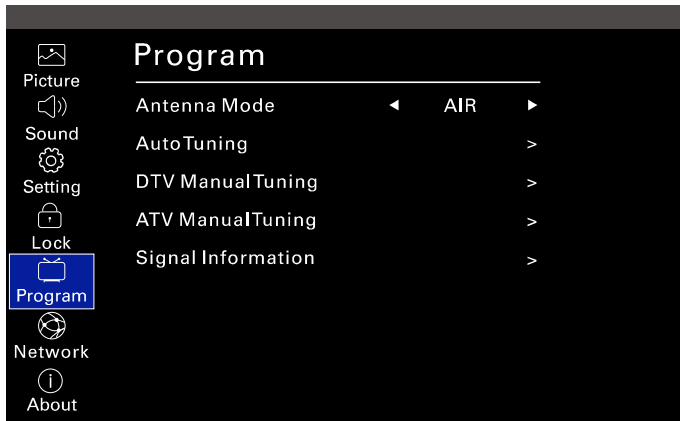 Picture
Sound
Setting
Lock
Program
Network
About
Program
Antenna Mode ◀ AIR ▶
AutoTuning >
DTV ManualTuning >
ATV ManualTuning >
Signal Information >